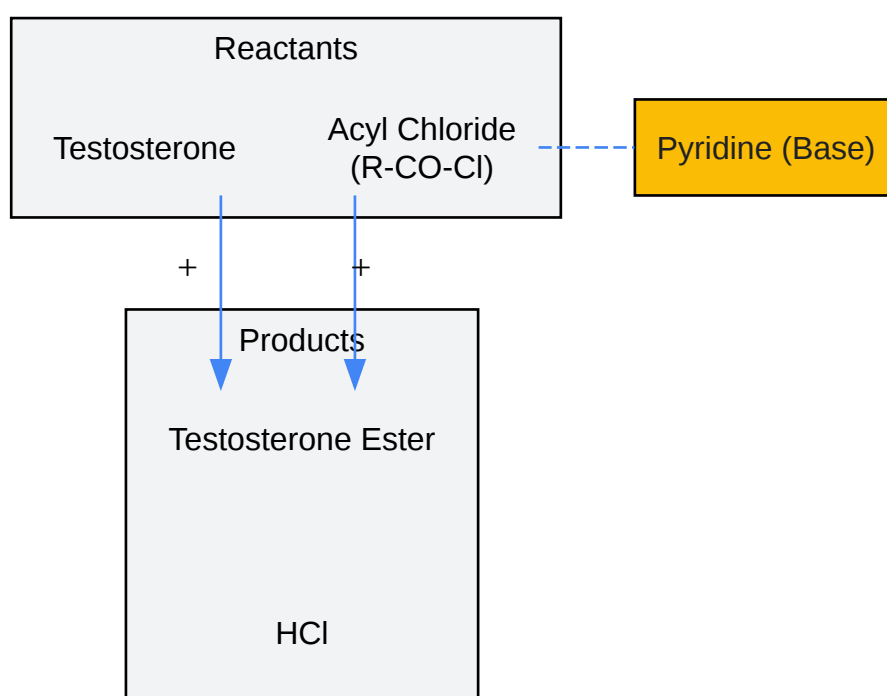 Reactants
Testosterone
Acyl Chloride
(R-CO-Cl)
Pyridine (Base)
+
+
Products
Testosterone Ester
HCl